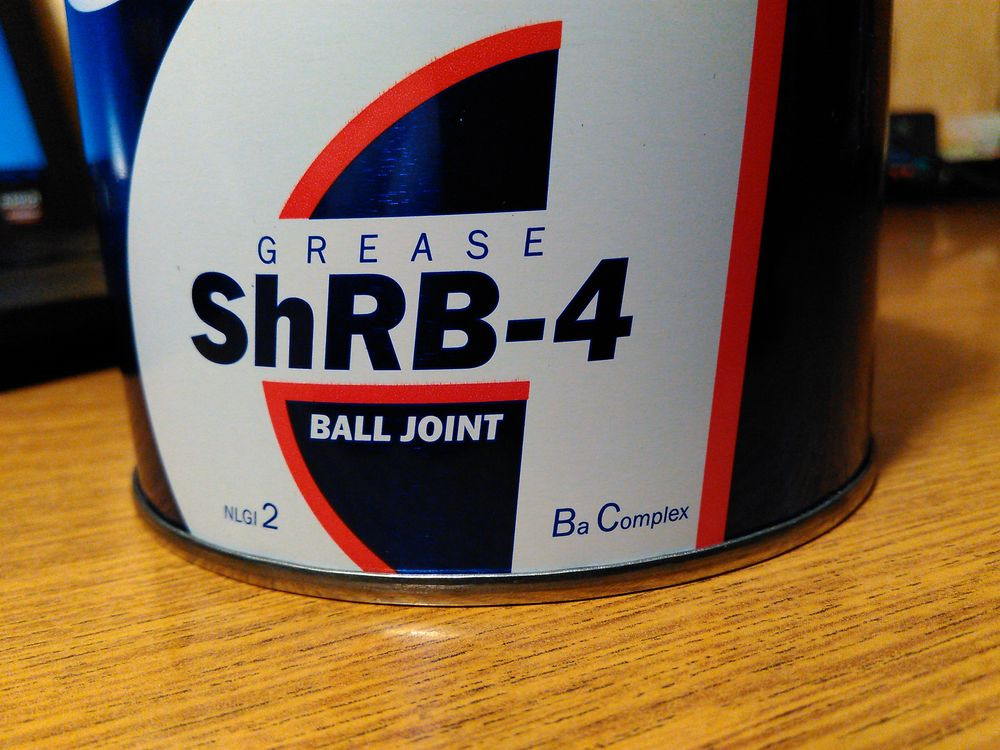 GREASE
ShRB-4
BALL JOINT
NLGI 2
Ba Complex